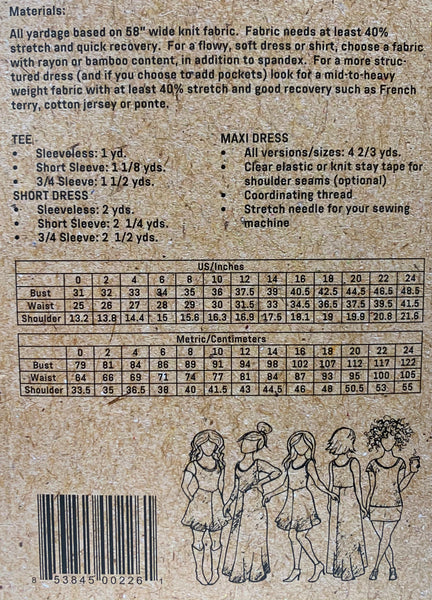 Materials:
All yardage based on 58" wide knit fabric. Fabric needs at least 40%
stretch and quick recovery. For a flowy, soft dress or shirt, choose a fabric
with rayon or bamboo content, in addition to spandex. For a more struc-
tured dress (and if you choose to add pockets) look for a mid-to-heavy
weight fabric with at least 40% stretch and good recovery such as French
terry, cotton jersey or ponte.
TEE:
• Sleeveless: 1 yd.
• Short Sleeve: 1 1/8 yds.
• 3/4 Sleeve: 1 1/2 yds.
SHORT DRESS
• Sleeveless: 2 yds.
• Short Sleeve: 2 1/4 yds.
• 3/4 Sleeve: 2 1/2 yds.
MAXI DRESS
• All versions/sizes: 4 2/3 yds.
• Clear elastic or knit stay tape for
shoulder seams (optional)
• Coordinating thread
• Stretch needle for your sewing
machine
US/Inches
0 2 4 6 8 10 12 14 16 18 20 22 24
Bust 31 32 33 34 35 36 37.5 39 40.5 42.5 44.5 46.5 48.5
Waist 25 26 27 28 29 30 31.5 33 34.5 36.5 37.5 39.5 41.5
Shoulder 13.2 13.8 14.4 15 15.6 16.3 16.9 17.5 18.1 19 19.9 20.8 21.6
Metric/Centimeters
0 2 4 6 8 10 12 14 16 18 20 22 24
Bust 79 81 84 86 89 91 94 98 102 107 112 117 122
Waist 64 66 69 71 74 77 81 84 87 93 95 100 105
Shoulder 33.5 35 36.5 38 40 41.5 43 44.5 46 48 50.5 53 55
8 53845 00226 1